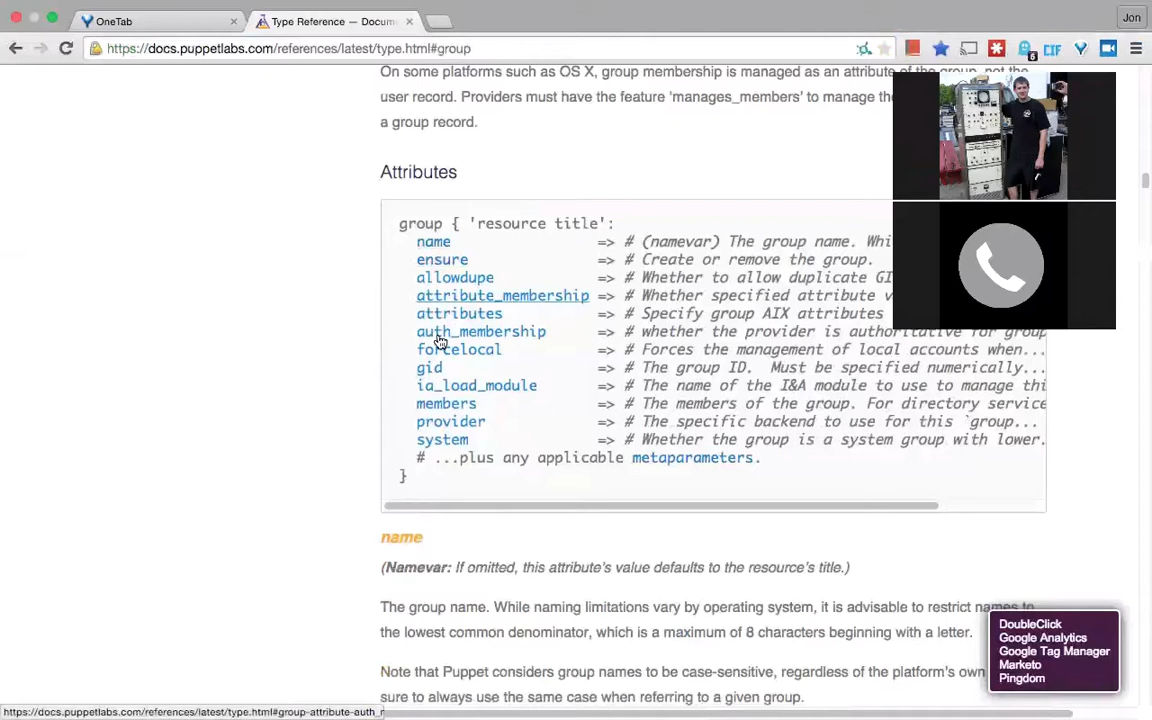 OneTab
Type Reference — Docum
Jon
https://docs.puppetlabs.com/references/latest/type.html#group
6
CIF
On some platforms such as OS X, group membership is managed as an attribute of the group, not the
user record. Providers must have the feature 'manages_members' to manage the
a group record.
Attributes
group { 'resource title':
name => # (namevar) The group name. Whi
ensure => # Create or remove the group.
allowdupe => # Whether to allow duplicate GI
attribute_membership => # Whether specified attribute v
attributes => # Specify group AIX attributes
auth_membership => # whether the provider is authoritative for group
forcelocal => # Forces the management of local accounts when...
gid => # The group ID. Must be specified numerically...
ia_load_module => # The name of the I&A module to use to manage thi
members => # The members of the group. For directory service
provider => # The specific backend to use for this `group...
system => # Whether the group is a system group with lower.
# ...plus any applicable metaparameters.
}
name
(Namevar: If omitted, this attribute's value defaults to the resource's title.)
The group name. While naming limitations vary by operating system, it is advisable to restrict names to
the lowest common denominator, which is a maximum of 8 characters beginning with a letter.
Note that Puppet considers group names to be case-sensitive, regardless of the platform's own
sure to always use the same case when referring to a given group.
DoubleClick
Google Analytics
Google Tag Manager
Marketo
Pingdom
https://docs.puppetlabs.com/references/latest/type.html#group-attribute-auth_r